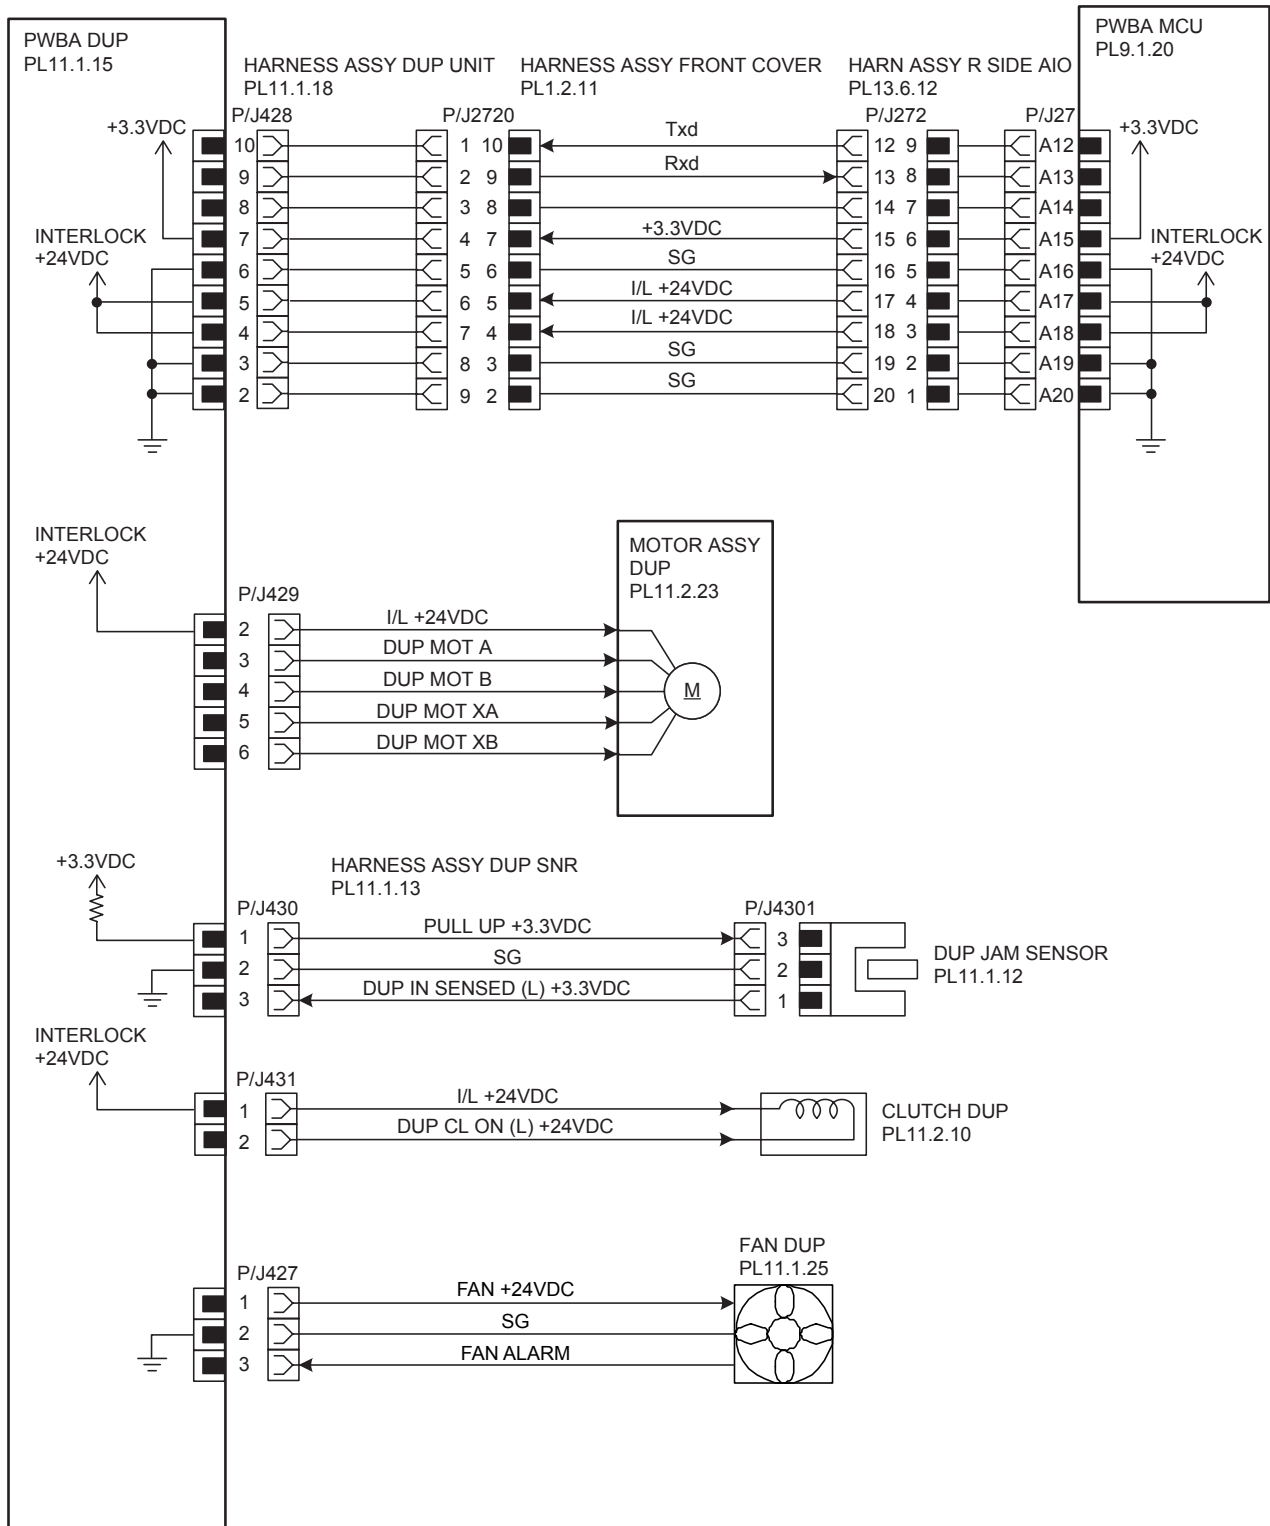 PWBA DUP
PL11.1.15
PWBA MCU
PL9.1.20
HARNESS ASSY DUP UNIT
PL11.1.18
HARNESS ASSY FRONT COVER
PL1.2.11
HARN ASSY R SIDE AIO
PL13.6.12
P/J428
P/J2720
P/J272
P/J27
+3.3VDC
+3.3VDC
10 1 10 Txd 12 9 A12
9 2 9 Rxd 13 8 A13
8 3 8 14 7 A14
7 4 7 +3.3VDC 15 6 A15
6 5 6 SG 16 5 A16
5 6 5 I/L +24VDC 17 4 A17
4 7 4 I/L +24VDC 18 3 A18
3 8 3 SG 19 2 A19
2 9 2 SG 20 1 A20
INTERLOCK
+24VDC
INTERLOCK
+24VDC
INTERLOCK
+24VDC
P/J429
2 I/L +24VDC
3 DUP MOT A
4 DUP MOT B
5 DUP MOT XA
6 DUP MOT XB
MOTOR ASSY
DUP
PL11.2.23
M
+3.3VDC
HARNESS ASSY DUP SNR
PL11.1.13
P/J430
P/J4301
1 PULL UP +3.3VDC 3
2 SG 2
3 DUP IN SENSED (L) +3.3VDC 1
DUP JAM SENSOR
PL11.1.12
INTERLOCK
+24VDC
P/J431
1 I/L +24VDC
2 DUP CL ON (L) +24VDC
CLUTCH DUP
PL11.2.10
FAN DUP
PL11.1.25
P/J427
1 FAN +24VDC
2 SG
3 FAN ALARM